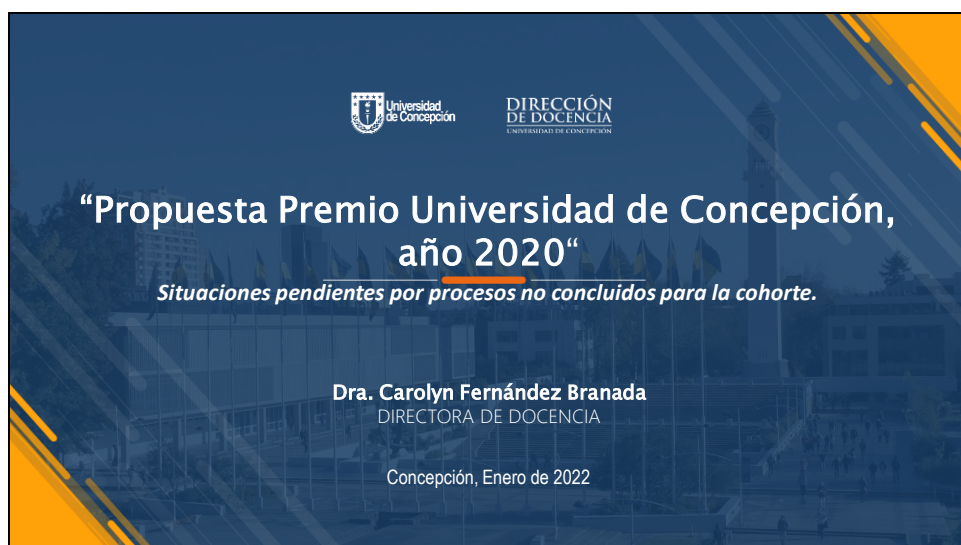 Universidad
de Concepción
DIRECCIÓN
DE DOCENCIA
UNIVERSIDAD DE CONCEPCIÓN
“Propuesta Premio Universidad de Concepción,
año 2020“
Situaciones pendientes por procesos no concluidos para la cohorte.
Dra. Carolyn Fernández Branada
DIRECTORA DE DOCENCIA
Concepción, Enero de 2022